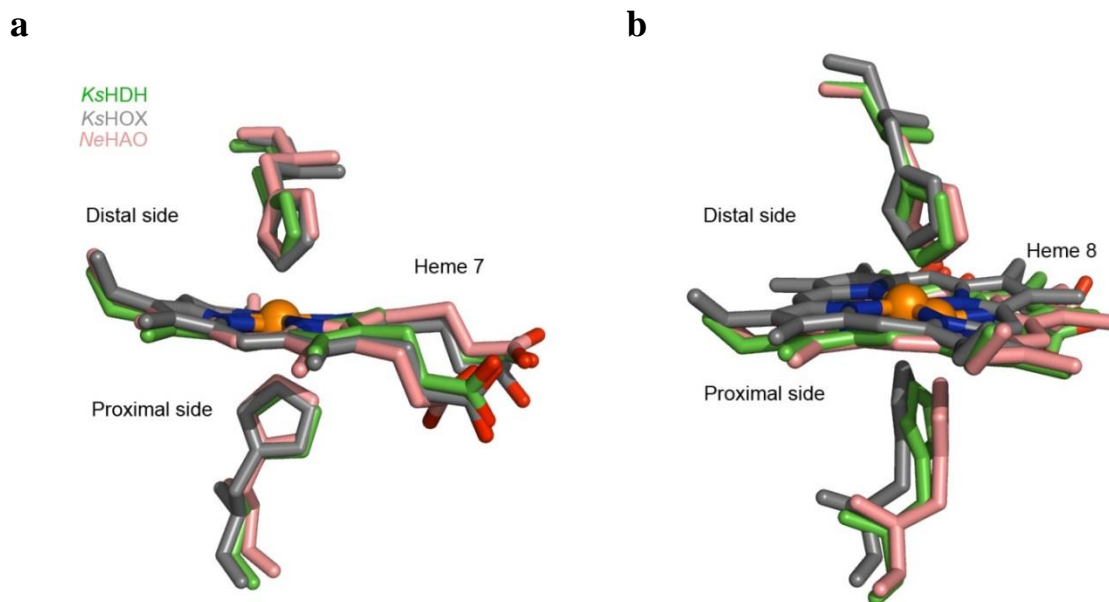 a
KsHDH
KsHOX
NeHAO
Distal side
Heme 7
Proximal side
b
Distal side
Heme 8
Proximal side